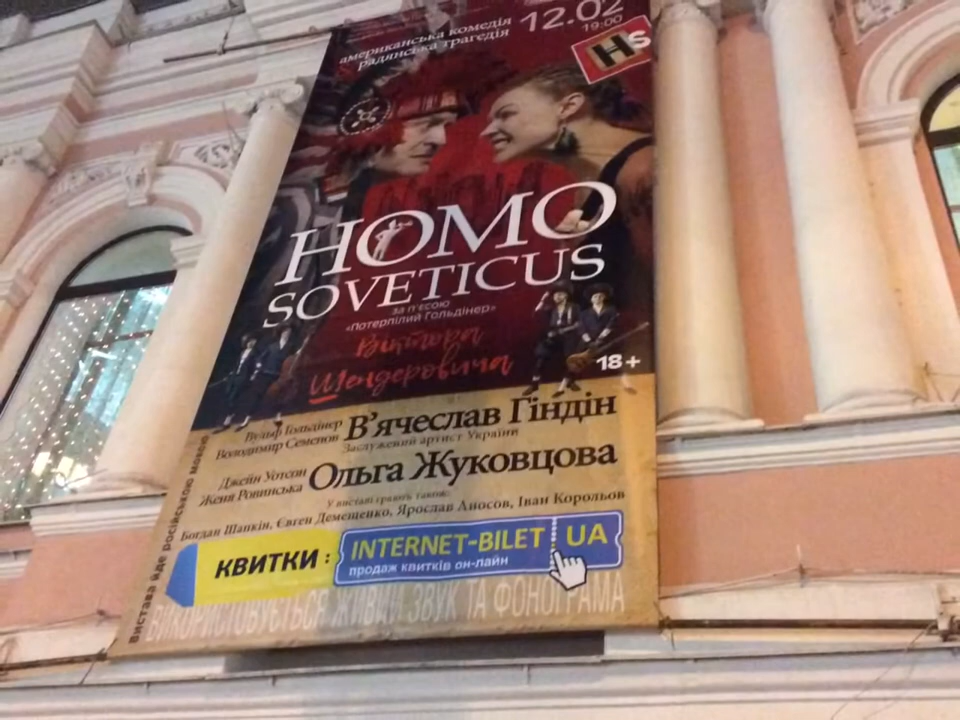 американська комедія
радянська трагедія
12.02
19:00
HS
HOMO
SOVETICUS
за п'єсою
«Потерпілий Гольдінер»
Віктора
Шендеровича
18+
Вульф Гольдінер
Володимир Семенов
В'ячеслав Гіндін
Заслужений артист України
Джейн Уотсон
Женя Ровинська
Ольга Жуковцова
У виставі грають також:
Богдан Шапкін, Євген Демещенко, Ярослав Аносов, Іван Корольов
КВИТКИ:
INTERNET-BILET UA
продаж квитків он-лайн
ВИКОРИСТОВУЄТЬСЯ ЖИВИЙ ЗВУК ТА ФОНОГРАМА
Вистава йде російською мовою